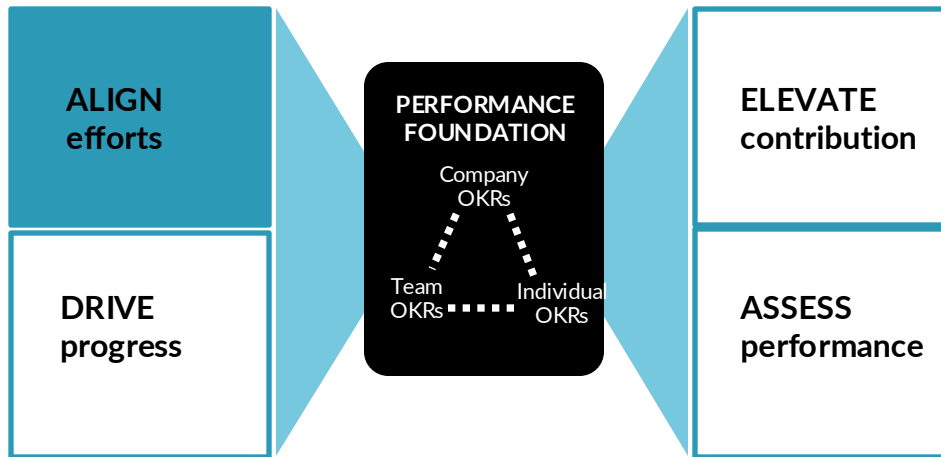 ALIGN
efforts
DRIVE
progress
PERFORMANCE
FOUNDATION
Company
OKRs
Team
OKRs
Individual
OKRs
ELEVATE
contribution
ASSESS
performance